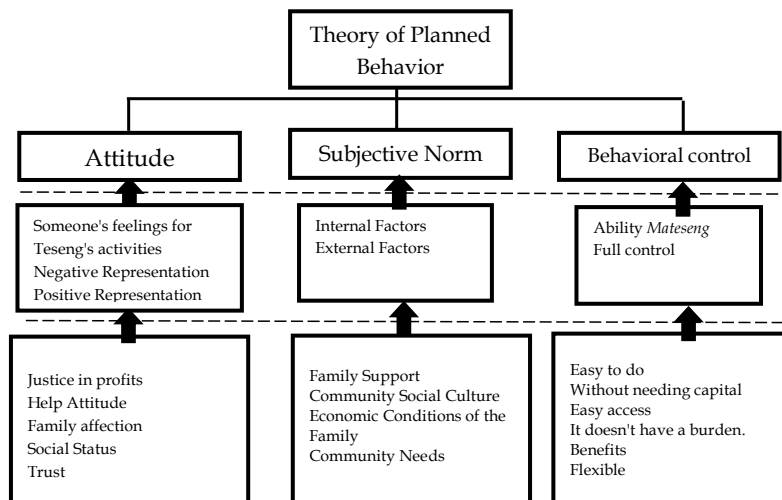 Theory of Planned
Behavior
Attitude
Subjective Norm
Behavioral control
Someone's feelings for
Teseng's activities
Negative Representation
Positive Representation
Internal Factors
External Factors
Ability Mateseng
Full control
Justice in profits
Help Attitude
Family affection
Social Status
Trust
Family Support
Community Social Culture
Economic Conditions of the
Family
Community Needs
Easy to do
Without needing capital
Easy access
It doesn't have a burden.
Benefits
Flexible